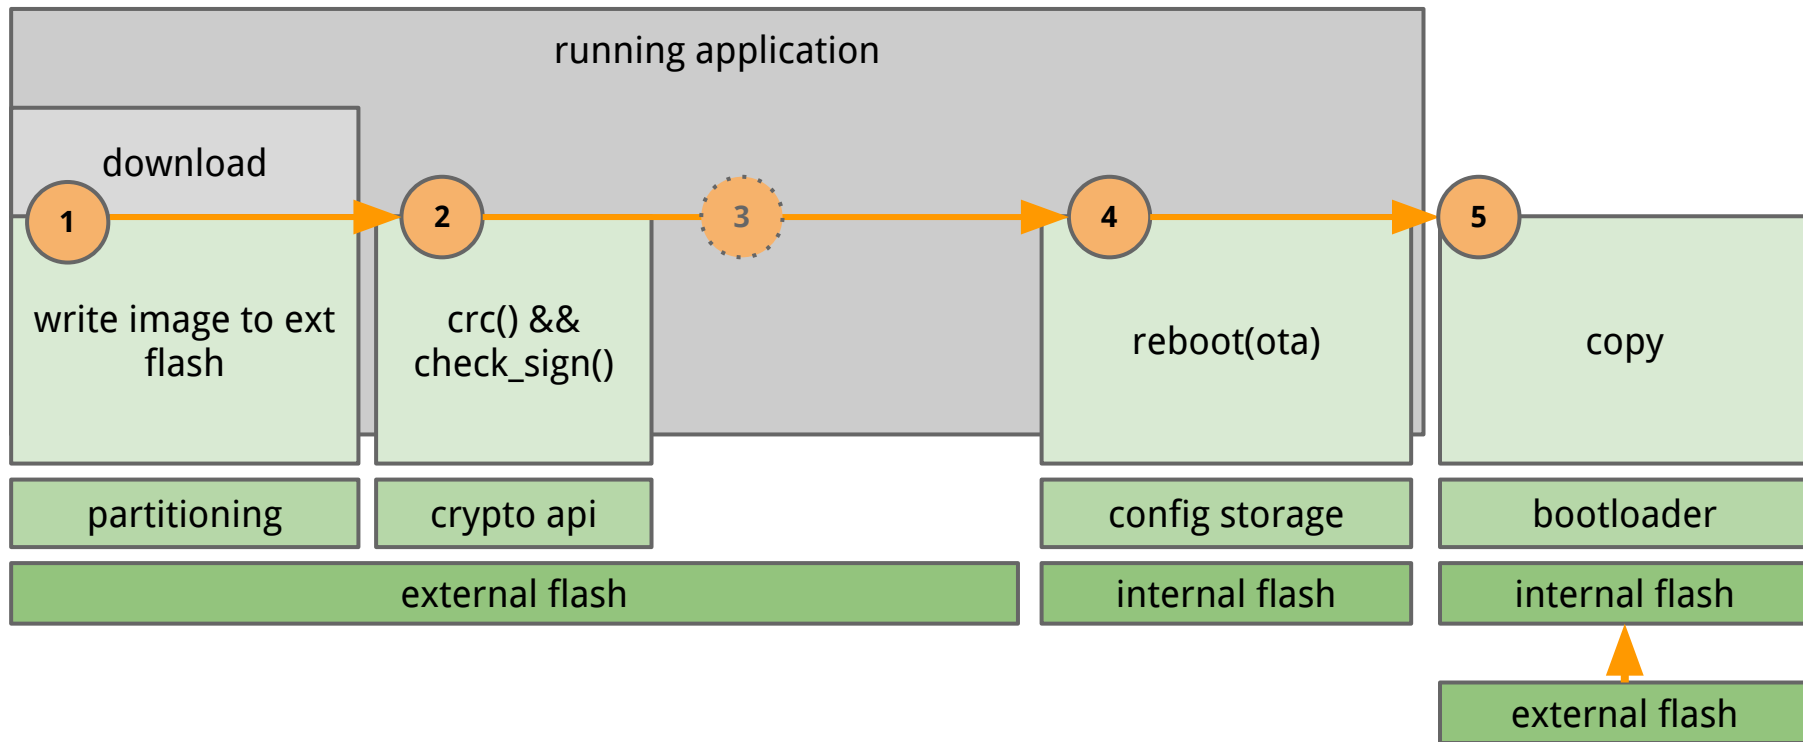 running application
download
1
2
3
4
5
write image to ext
flash
crc() &&
check_sign()
reboot(ota)
copy
partitioning
crypto api
config storage
bootloader
external flash
internal flash
internal flash
external flash